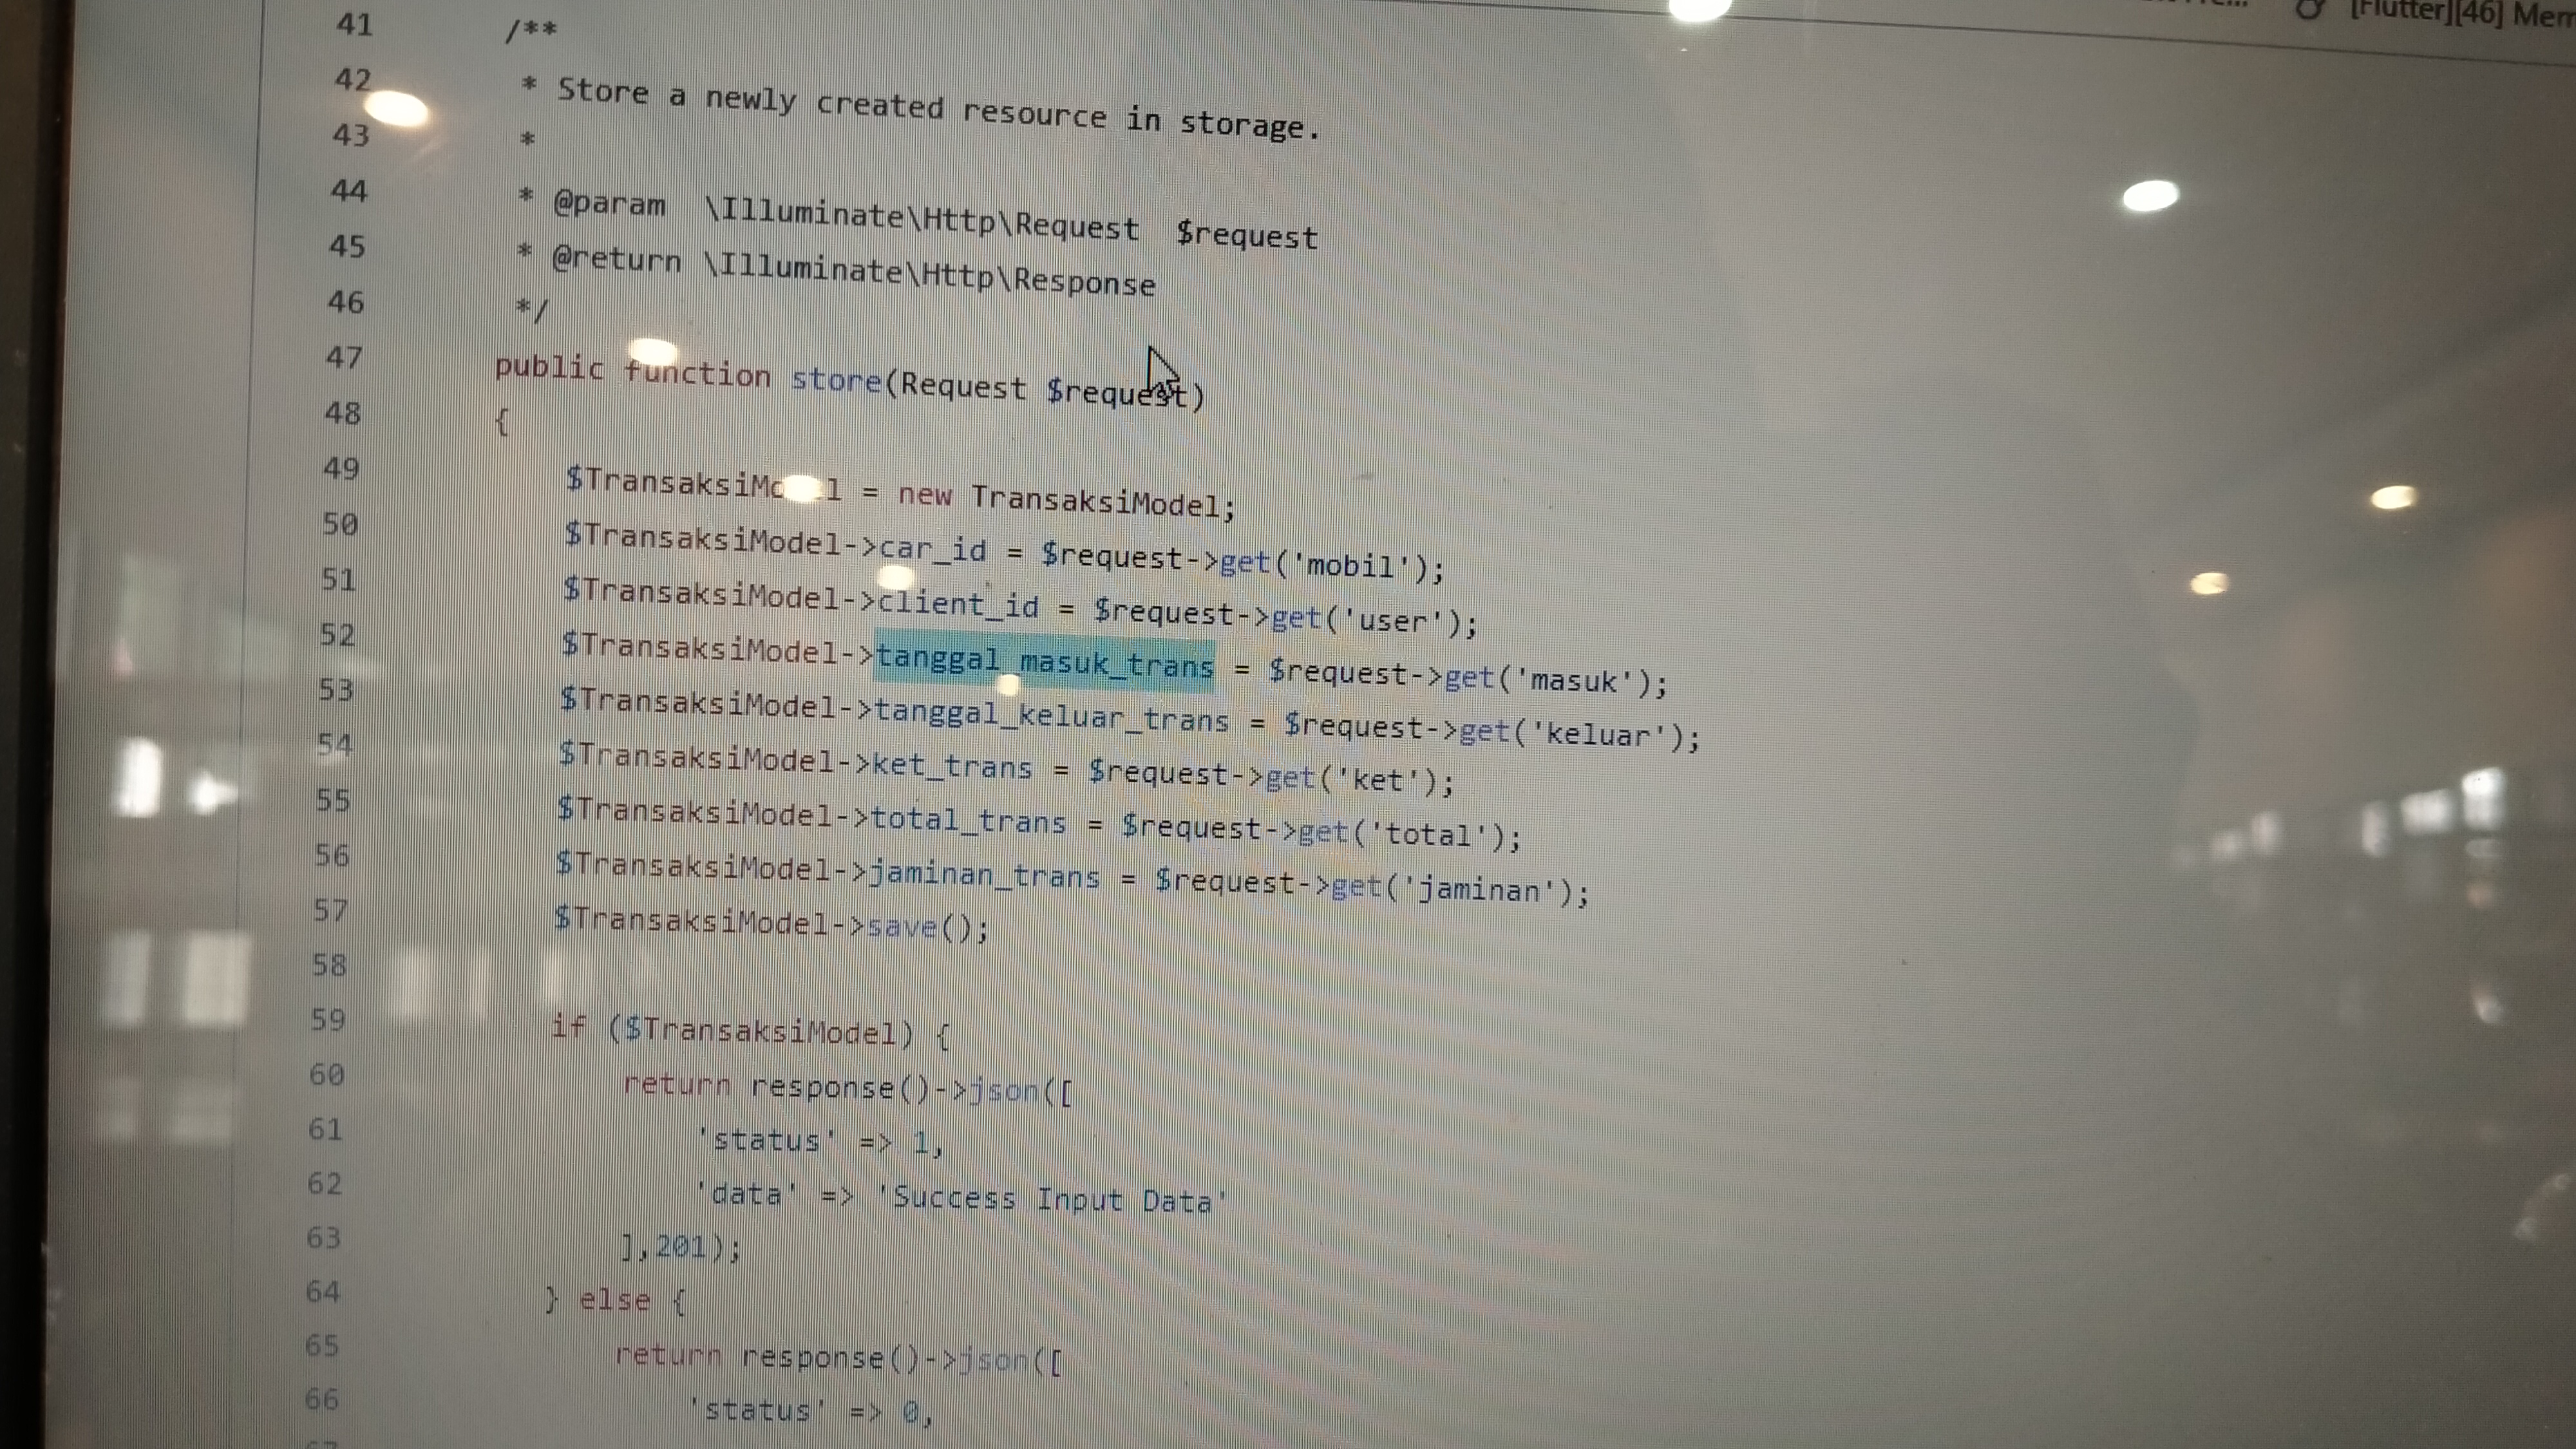 [Flutter][46] Mem
41 /**
42 * Store a newly created resource in storage.
43 *
44 * @param  \Illuminate\Http\Request  $request
45 * @return \Illuminate\Http\Response
46 */
47 public function store(Request $request)
48 {
49 $TransaksiModel = new TransaksiModel;
50 $TransaksiModel->car_id = $request->get('mobil');
51 $TransaksiModel->client_id = $request->get('user');
52 $TransaksiModel->tanggal_masuk_trans = $request->get('masuk');
53 $TransaksiModel->tanggal_keluar_trans = $request->get('keluar');
54 $TransaksiModel->ket_trans = $request->get('ket');
55 $TransaksiModel->total_trans = $request->get('total');
56 $TransaksiModel->jaminan_trans = $request->get('jaminan');
57 $TransaksiModel->save();
58
59 if ($TransaksiModel) {
60 return response()->json([
61 'status' => 1,
62 'data' => 'Success Input Data'
63 ],201);
64 } else {
65 return response()->json([
66 'status' => 0,